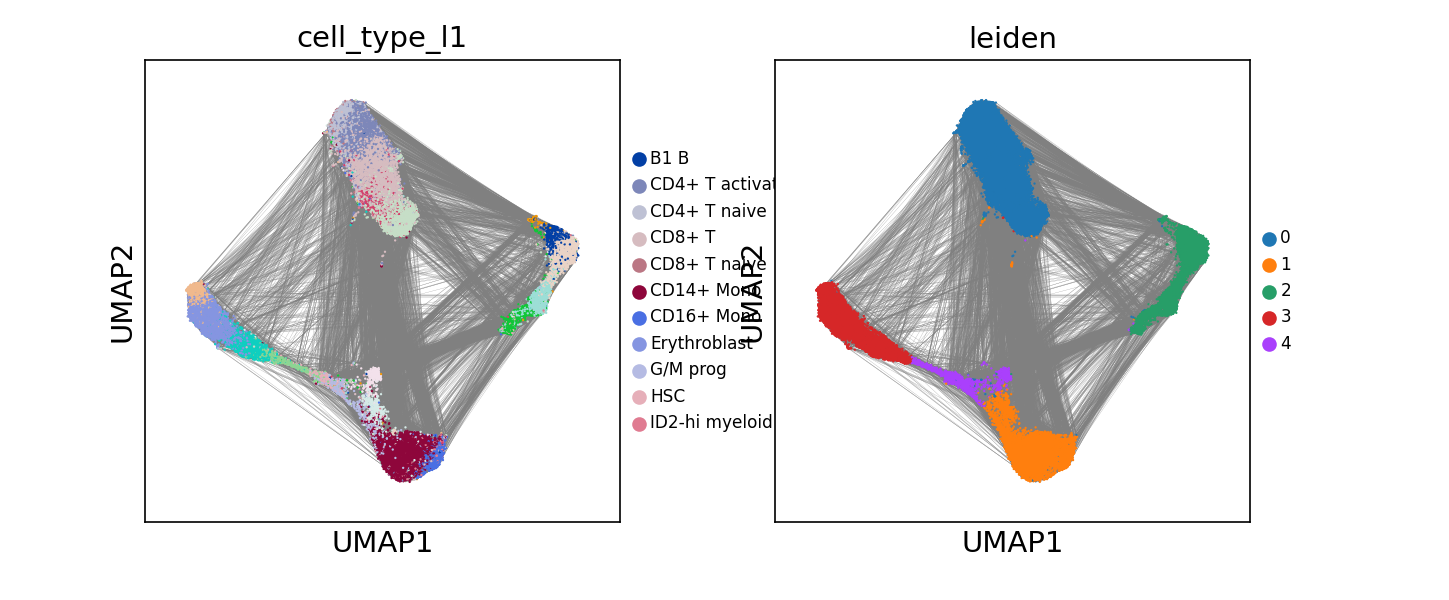 cell_type_l1
leiden
UMAP2
B1 B
CD4+ T activat
CD4+ T naive
CD8+ T
CD8+ T naive
CD14+ Mono
CD16+ Mono
Erythroblast
G/M prog
HSC
ID2-hi myeloid
UMAP1
UMAP2
0
1
2
3
4
UMAP1